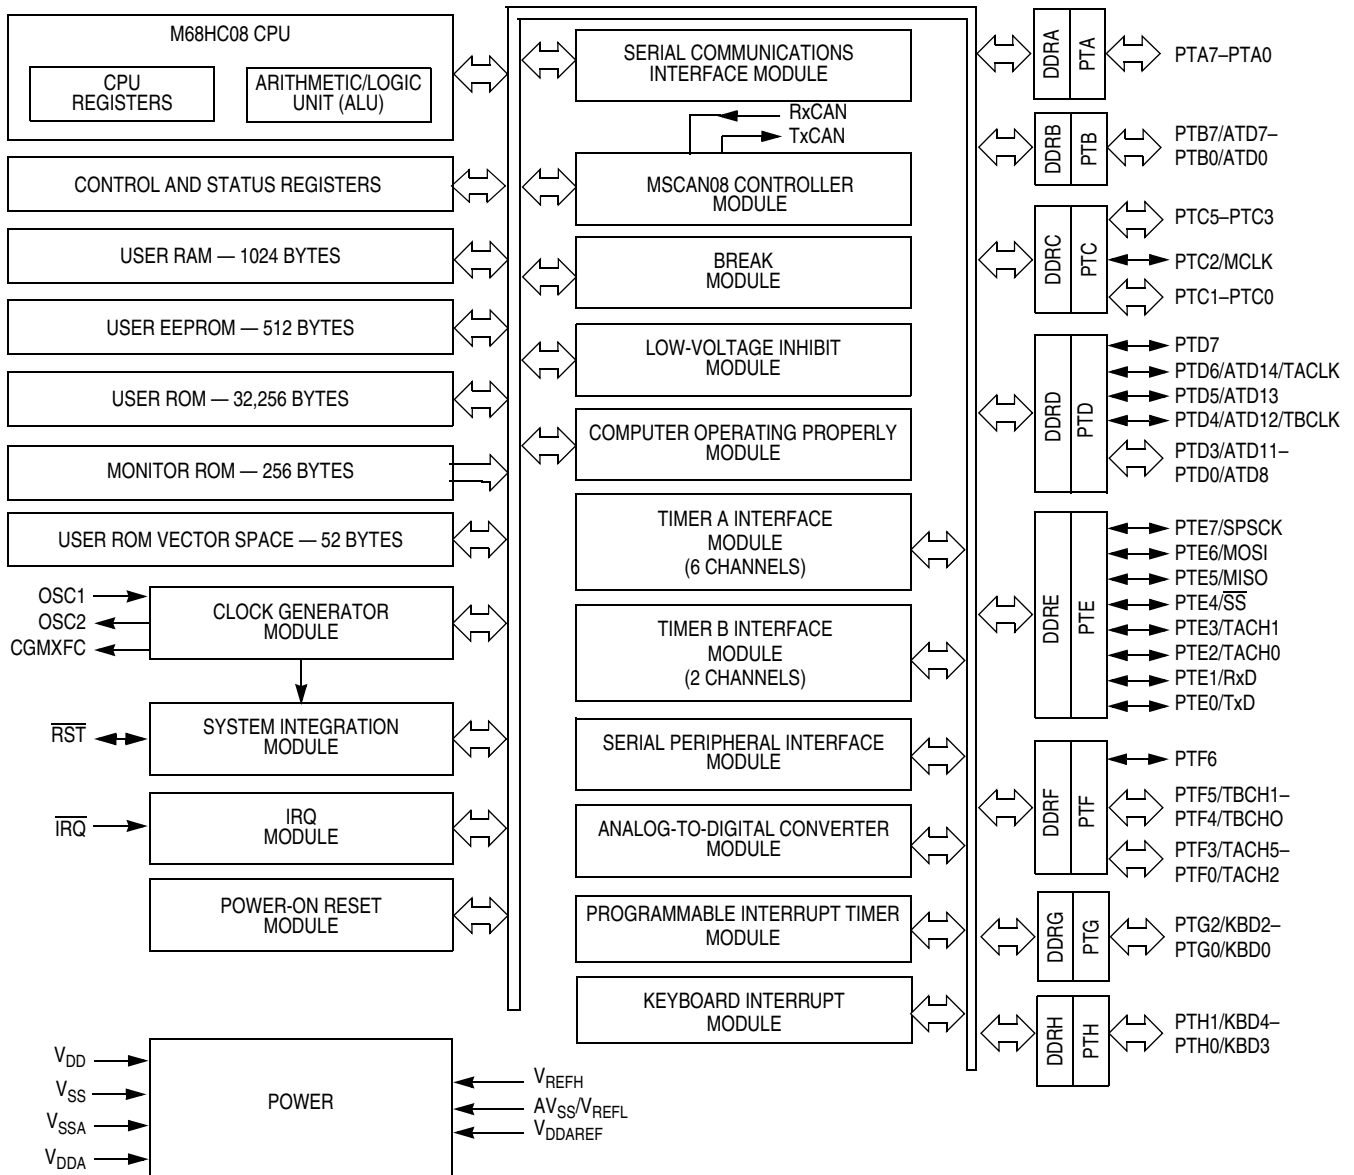 M68HC08 CPU
CPU
REGISTERS
ARITHMETIC/LOGIC
UNIT (ALU)
CONTROL AND STATUS REGISTERS
USER RAM — 1024 BYTES
USER EEPROM — 512 BYTES
USER ROM — 32,256 BYTES
MONITOR ROM — 256 BYTES
USER ROM VECTOR SPACE — 52 BYTES
OSC1
OSC2
CGMXFC
CLOCK GENERATOR
MODULE
RST
SYSTEM INTEGRATION
MODULE
IRQ
IRQ
MODULE
POWER-ON RESET
MODULE
VDD
VSS
VSSA
VDDA
POWER
VREFH
AVSS/VREFL
VDDAREF
SERIAL COMMUNICATIONS
INTERFACE MODULE
RxCAN
TxCAN
MSCAN08 CONTROLLER
MODULE
BREAK
MODULE
LOW-VOLTAGE INHIBIT
MODULE
COMPUTER OPERATING PROPERLY
MODULE
TIMER A INTERFACE
MODULE
(6 CHANNELS)
TIMER B INTERFACE
MODULE
(2 CHANNELS)
SERIAL PERIPHERAL INTERFACE
MODULE
ANALOG-TO-DIGITAL CONVERTER
MODULE
PROGRAMMABLE INTERRUPT TIMER
MODULE
KEYBOARD INTERRUPT
MODULE
DDRA
PTA
PTA7–PTA0
DDRB
PTB
PTB7/ATD7–
PTB0/ATD0
DDRC
PTC
PTC5–PTC3
PTC2/MCLK
PTC1–PTC0
DDRD
PTD
PTD7
PTD6/ATD14/TACLK
PTD5/ATD13
PTD4/ATD12/TBCLK
PTD3/ATD11–
PTD0/ATD8
DDRE
PTE
PTE7/SPSCK
PTE6/MOSI
PTE5/MISO
PTE4/SS
PTE3/TACH1
PTE2/TACH0
PTE1/RxD
PTE0/TxD
DDRF
PTF
PTF6
PTF5/TBCH1–
PTF4/TBCHO
PTF3/TACH5–
PTF0/TACH2
DDRG
PTG
PTG2/KBD2–
PTG0/KBD0
DDRH
PTH
PTH1/KBD4–
PTH0/KBD3